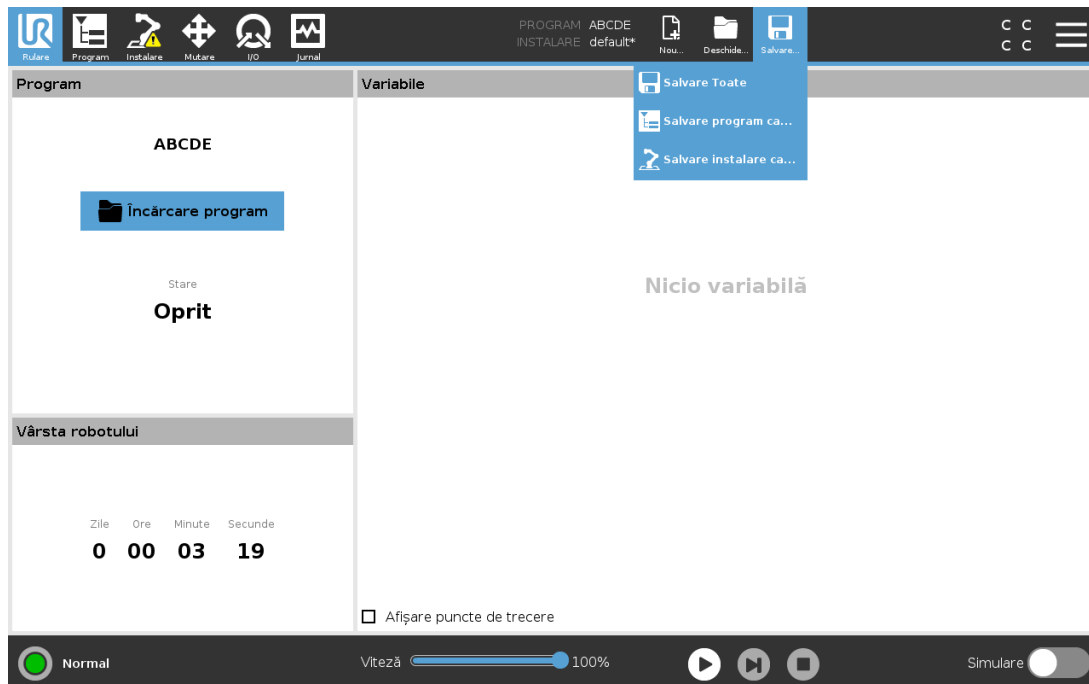 PROGRAM ABCDE
INSTALARE default*
C C
C C
Rulare Program Instalare Mutare I/O Jurnal Nou... Deschide... Salvare...
Program
Variabile
Salvare Toate
Salvare program ca...
Salvare instalare ca...
ABCDE
Încărcare program
Stare
Oprit
Nicio variabilă
Vârsta robotului
Zile Ore Minute Secunde
0 00 03 19
Afișare puncte de trecere
Normal
Viteză 100%
Simulare